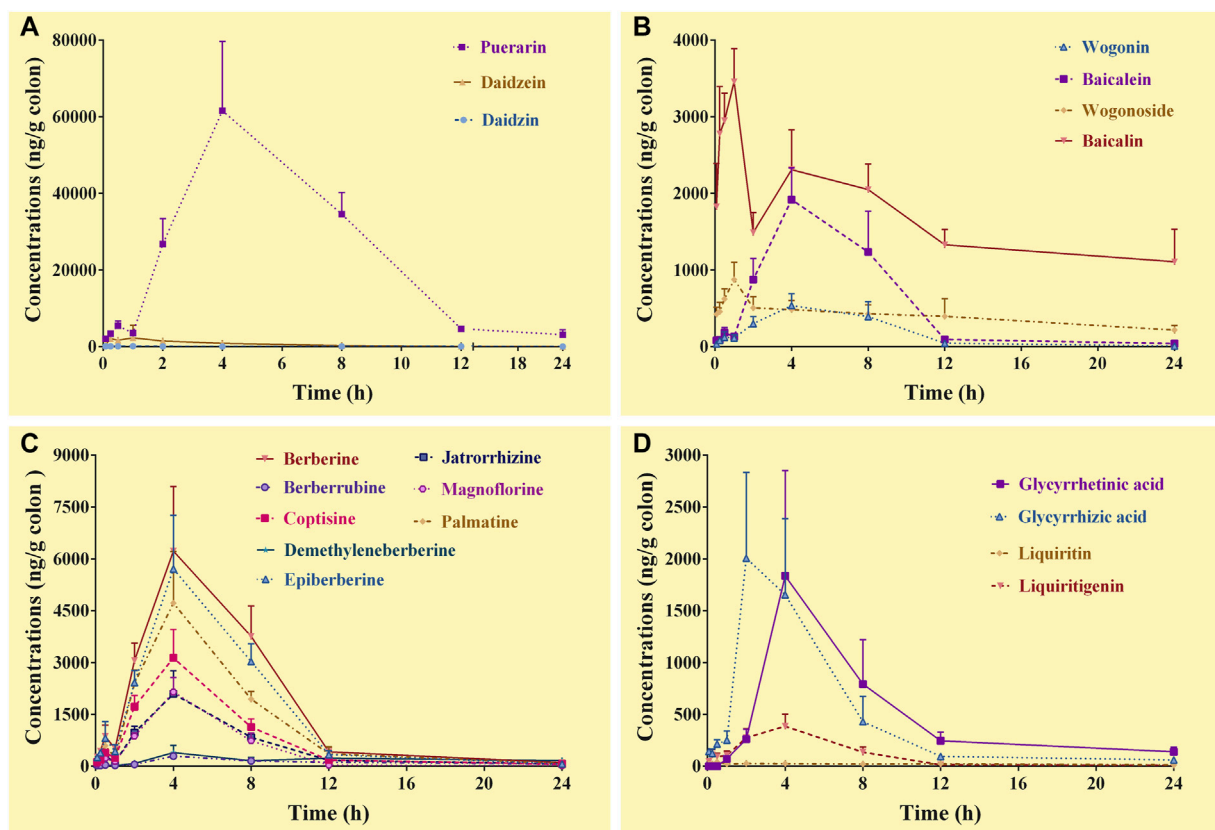 A
Concentrations (ng/g colon)
80000
60000
40000
20000
0
0 2 4 6 8 10 12 18 24
Time (h)
Puerarin
Daidzein
Daidzin
B
Concentrations (ng/g colon)
4000
3000
2000
1000
0
0 4 8 12 16 20 24
Time (h)
Wogonin
Baicalein
Wogonoside
Baicalin
C
Concentrations (ng/g colon )
9000
7500
6000
4500
3000
1500
0
0 4 8 12 16 20 24
Time (h)
Berberine
Berberrubine
Coptisine
Demethyleneberberine
Epiberberine
Jatrorrhizine
Magnoflorine
Palmatine
D
Concentrations (ng/g colon)
3000
2500
2000
1500
1000
500
0
0 4 8 12 16 20 24
Time (h)
Glycyrrhetinic acid
Glycyrrhizic acid
Liquiritin
Liquiritigenin